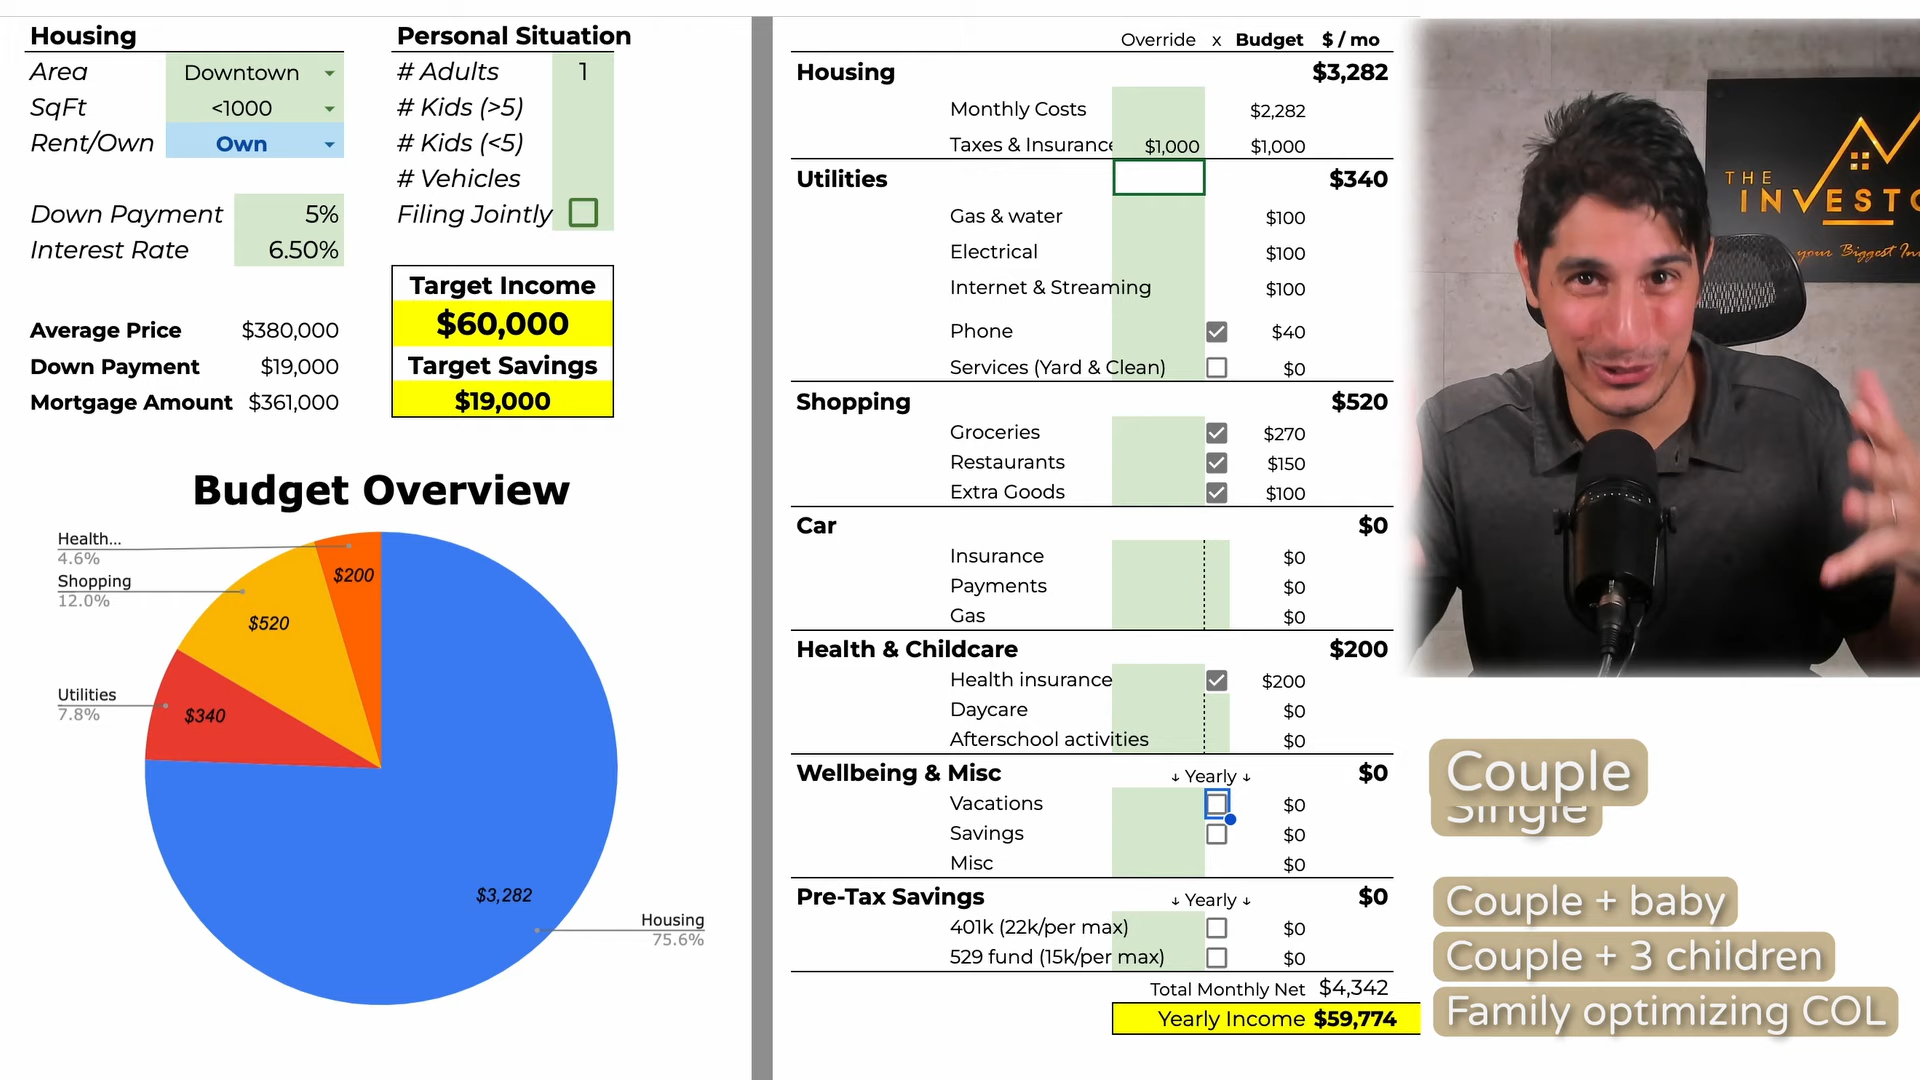 Housing
Area Downtown
SqFt <1000
Rent/Own Own
Down Payment 5%
Interest Rate 6.50%
Average Price $380,000
Down Payment $19,000
Mortgage Amount $361,000
Personal Situation
# Adults 1
# Kids (>5)
# Kids (<5)
# Vehicles
Filing Jointly
Target Income
$60,000
Target Savings
$19,000
Budget Overview
Health...
4.6%
Shopping
12.0%
Utilities
7.8%
$200
$520
$340
$3,282
Housing
75.6%
Override x Budget $ / mo
Housing $3,282
Monthly Costs $2,282
Taxes & Insurance $1,000 $1,000
Utilities $340
Gas & water $100
Electrical $100
Internet & Streaming $100
Phone $40
Services (Yard & Clean) $0
Shopping $520
Groceries $270
Restaurants $150
Extra Goods $100
Car $0
Insurance $0
Payments $0
Gas $0
Health & Childcare $200
Health insurance $200
Daycare $0
Afterschool activities $0
Wellbeing & Misc ↓ Yearly ↓ $0
Vacations $0
Savings $0
Misc $0
Pre-Tax Savings ↓ Yearly ↓ $0
401k (22k/per max) $0
529 fund (15k/per max) $0
Total Monthly Net $4,342
Yearly Income $59,774
THE
INVESTO
your Biggest In
Couple
Single
Couple + baby
Couple + 3 children
Family optimizing COL